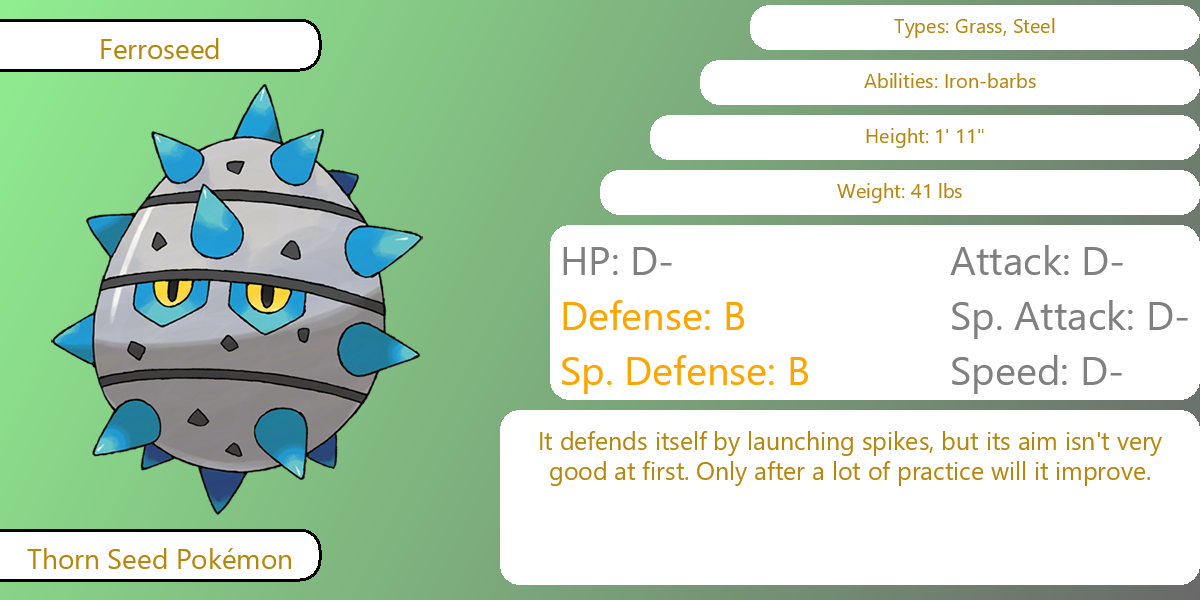 Ferroseed
Thorn Seed Pokémon
Types: Grass, Steel
Abilities: Iron-barbs
Height: 1' 11"
Weight: 41 lbs
HP: D-
Attack: D-
Defense: B
Sp. Attack: D-
Sp. Defense: B
Speed: D-
It defends itself by launching spikes, but its aim isn't very
good at first. Only after a lot of practice will it improve.